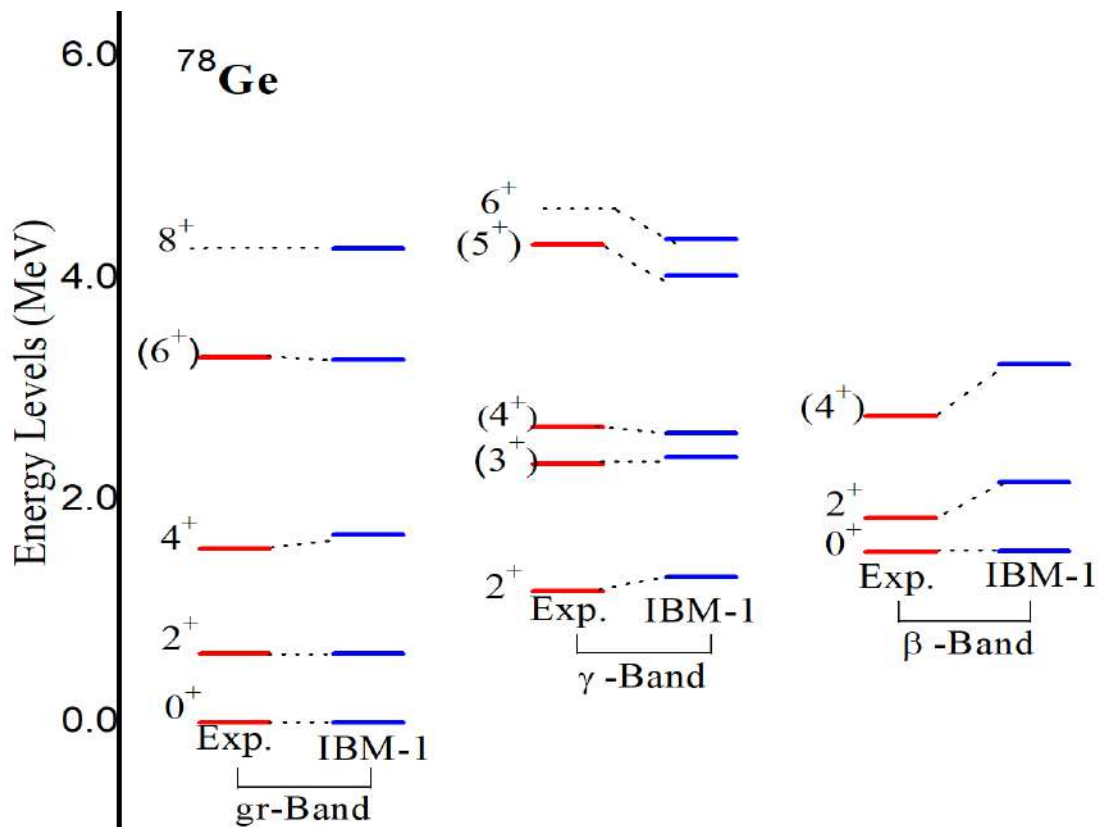 6.0
⁷⁸Ge
Energy Levels (MeV)
4.0
2.0
0.0
8⁺
(6⁺)
4⁺
2⁺
0⁺
Exp. IBM-1
gr-Band
6⁺
(5⁺)
(4⁺)
(3⁺)
2⁺
Exp. IBM-1
γ -Band
(4⁺)
2⁺
0⁺
Exp. IBM-1
β -Band